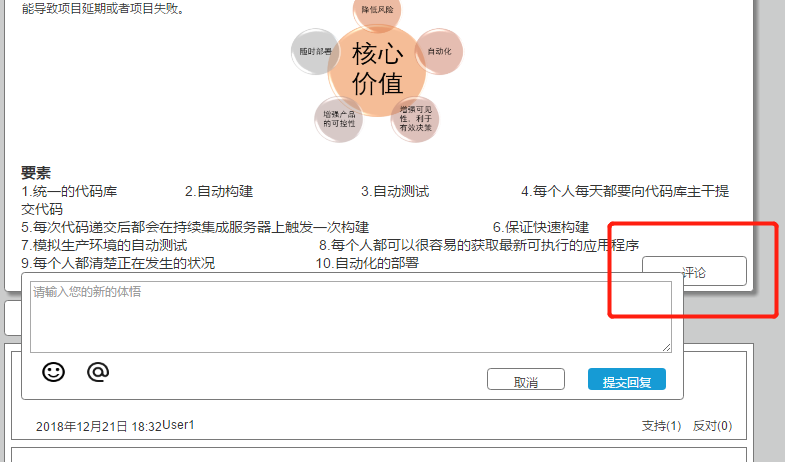 能导致项目延期或者项目失败。
降低风险
随时部署
核心
价值
自动化
增强产品
的可控性
增强可见
性，利于
有效决策
要素
1.统一的代码库 2.自动构建 3.自动测试 4.每个人每天都要向代码库主干提
交代码
5.每次代码递交后都会在持续集成服务器上触发一次构建 6.保证快速构建
7.模拟生产环境的自动测试 8.每个人都可以很容易的获取最新可执行的应用程序
9.每个人都清楚正在发生的状况 10.自动化的部署
评论
请输入您的新的体悟
取消 提交回复
2018年12月21日 18:32User1 支持(1) 反对(0)